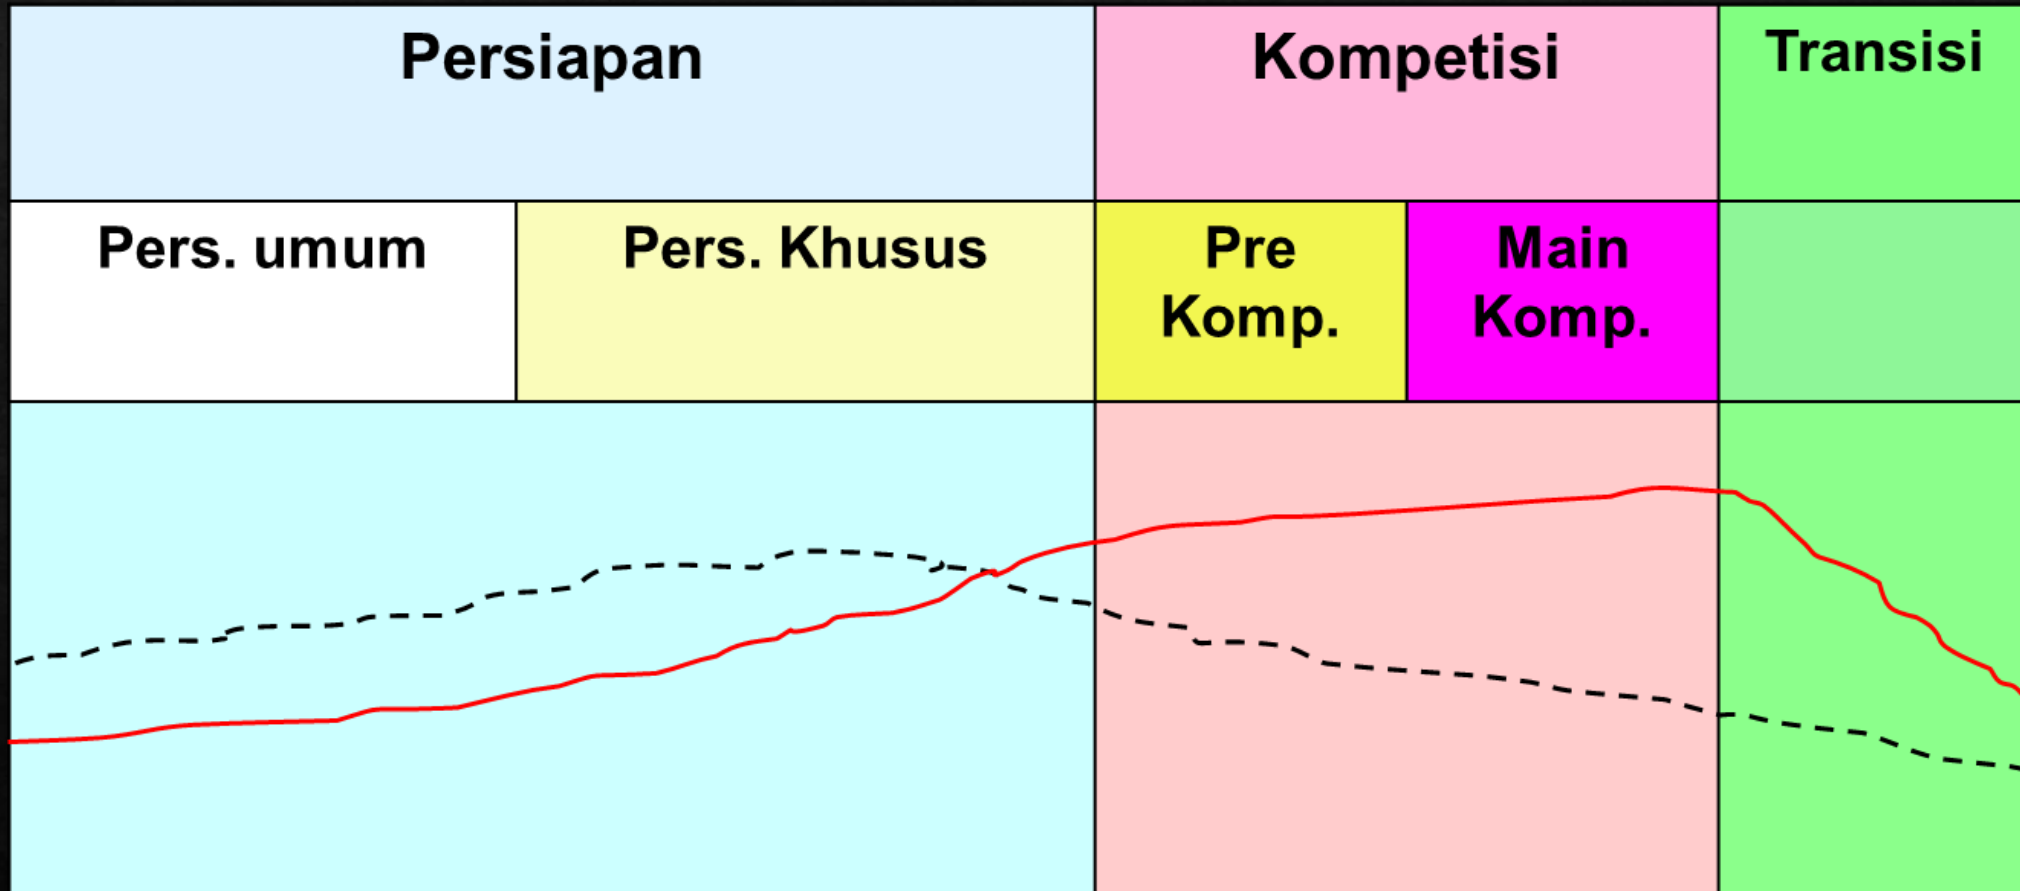 Persiapan
Kompetisi
Transisi
Pers. umum
Pers. Khusus
Pre
Komp.
Main
Komp.